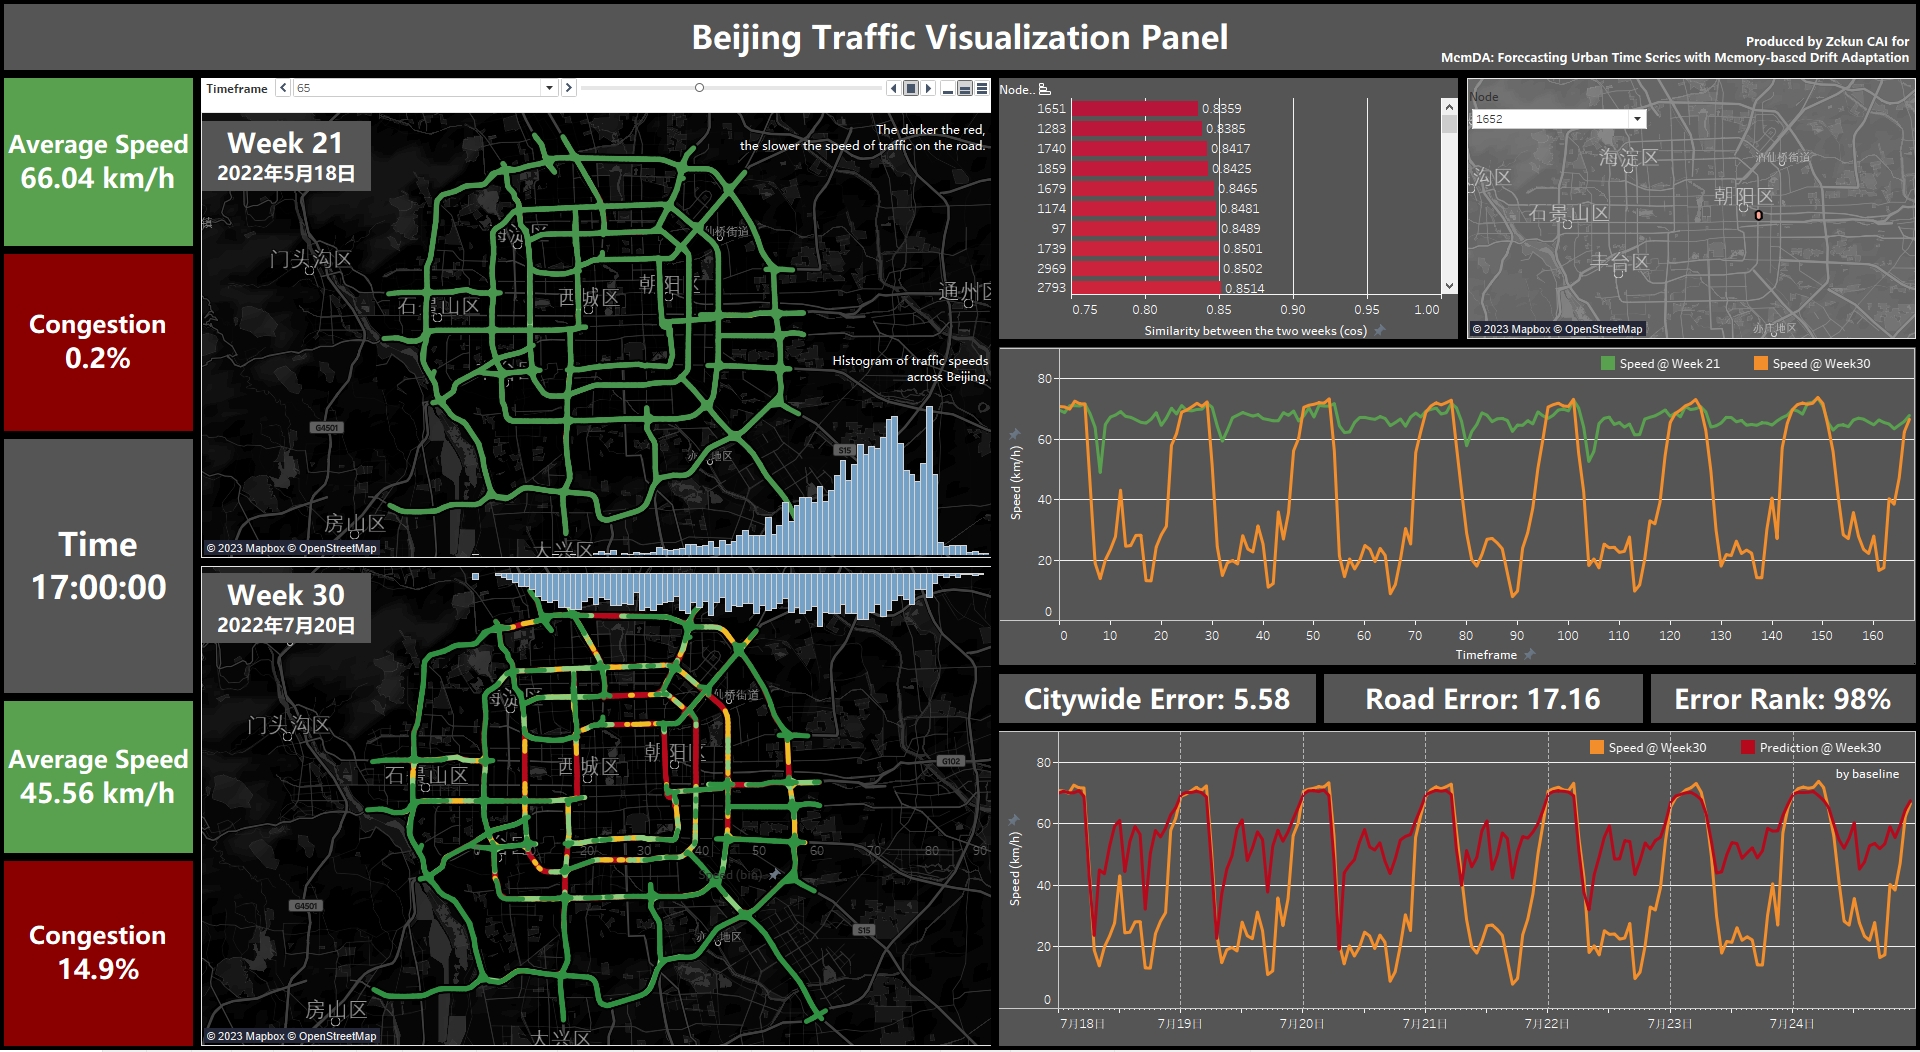 Beijing Traffic Visualization Panel
Produced by Zekun CAI for
MemDA: Forecasting Urban Time Series with Memory-based Drift Adaptation
Average Speed
66.04 km/h
Congestion
0.2%
Time
17:00:00
Average Speed
45.56 km/h
Congestion
14.9%
Timeframe
65
Week 21
2022年5月18日
The darker the red,
the slower the speed of traffic on the road.
门头沟区
石景山区
西城区
朝阳区
通州区
房山区
大兴区
G4501
S15
Histogram of traffic speeds
across Beijing.
© 2023 Mapbox © OpenStreetMap
Week 30
2022年7月20日
门头沟区
石景山区
西城区
朝阳区
房山区
大兴区
G102
G4501
S15
20 30 40 50 60 70 80 90
Speed (bin)
© 2023 Mapbox © OpenStreetMap
Node..
1651 0.8359
1283 0.8385
1740 0.8417
1859 0.8425
1679 0.8465
1174 0.8481
97 0.8489
1739 0.8501
2969 0.8502
2793 0.8514
0.75 0.80 0.85 0.90 0.95 1.00
Similarity between the two weeks (cos)
Node
1652
海淀区
沟区
朝阳区
石景山区
丰台区
© 2023 Mapbox © OpenStreetMap
Speed @ Week 21
Speed @ Week30
80
60
40
20
0
Speed (km/h)
0 10 20 30 40 50 60 70 80 90 100 110 120 130 140 150 160
Timeframe
Citywide Error: 5.58
Road Error: 17.16
Error Rank: 98%
Speed @ Week30
Prediction @ Week30
by baseline
80
60
40
20
0
Speed (km/h)
7月18日 7月19日 7月20日 7月21日 7月22日 7月23日 7月24日